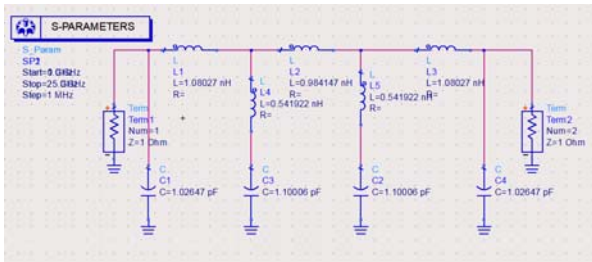 S-PARAMETERS
S_Param
Stop=25
Step=1 MHz
Term
Term1
Num=1
Z=1 Ohm
L
L1
L=1.08027 nH
R=
L
L4
L=0.541922 nH
R=
L
L2
L=0.984147 nH
R=
L
L5
L=0.541922 nH
R=
L
L3
L=1.08027 nH
R=
Term
Term2
Num=2
Z=1 Ohm
C
C1
C=1.02647 pF
C
C3
C=1.10006 pF
C
C2
C=1.10006 pF
C
C4
C=1.02647 pF